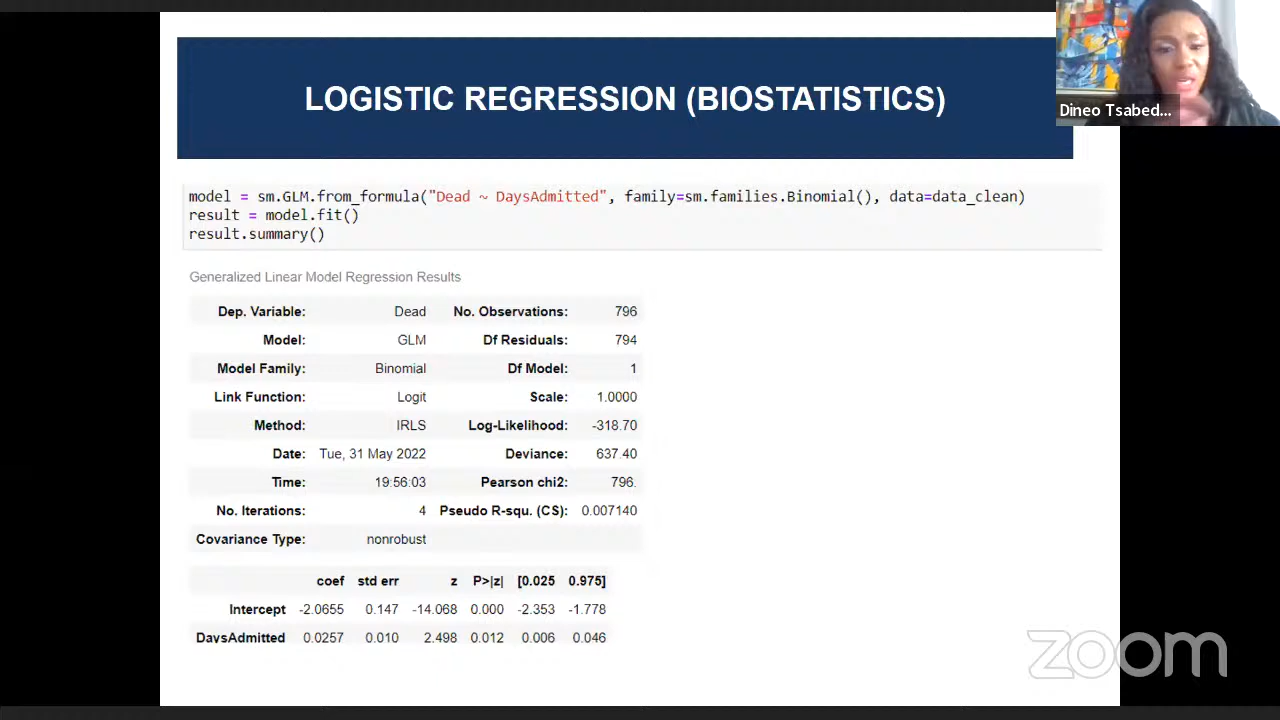 LOGISTIC REGRESSION (BIOSTATISTICS)
Dineo Tsabed...
model = sm.GLM.from_formula("Dead ~ DaysAdmitted", family=sm.families.Binomial(), data=data_clean)
result = model.fit()
result.summary()
Generalized Linear Model Regression Results
Dep. Variable: Dead No. Observations: 796
Model: GLM Df Residuals: 794
Model Family: Binomial Df Model: 1
Link Function: Logit Scale: 1.0000
Method: IRLS Log-Likelihood: -318.70
Date: Tue, 31 May 2022 Deviance: 637.40
Time: 19:56:03 Pearson chi2: 796.
No. Iterations: 4 Pseudo R-squ. (CS): 0.007140
Covariance Type: nonrobust
coef std err z P>|z| [0.025 0.975]
Intercept -2.0655 0.147 -14.068 0.000 -2.353 -1.778
DaysAdmitted 0.0257 0.010 2.498 0.012 0.006 0.046
zoom